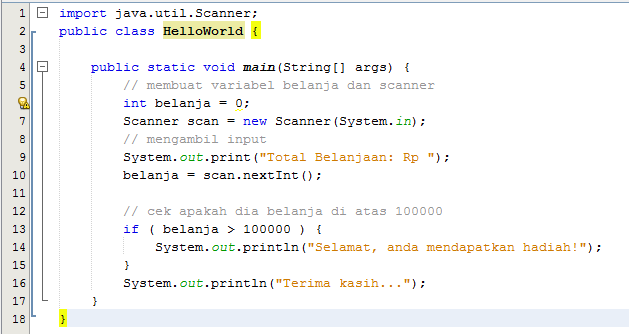 1 import java.util.Scanner;
2 public class HelloWorld {
3
4 public static void main(String[] args) {
5 // membuat variabel belanja dan scanner
int belanja = 0;
7 Scanner scan = new Scanner(System.in);
8 // mengambil input
9 System.out.print("Total Belanjaan: Rp ");
10 belanja = scan.nextInt();
11
12 // cek apakah dia belanja di atas 100000
13 if ( belanja > 100000 ) {
14 System.out.println("Selamat, anda mendapatkan hadiah!");
15 }
16 System.out.println("Terima kasih...");
17 }
18 }